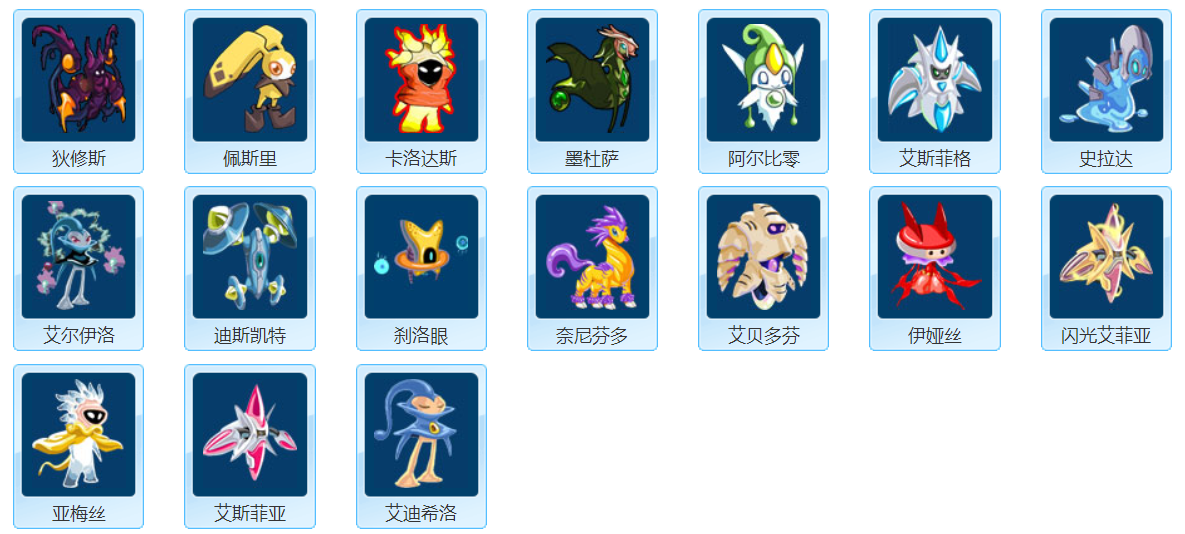 狄修斯
佩斯里
卡洛达斯
墨杜萨
阿尔比零
艾斯菲格
史拉达
艾尔伊洛
迪斯凯特
刹洛眼
奈尼芬多
艾贝多芬
伊娅丝
闪光艾菲亚
亚梅丝
艾斯菲亚
艾迪希洛